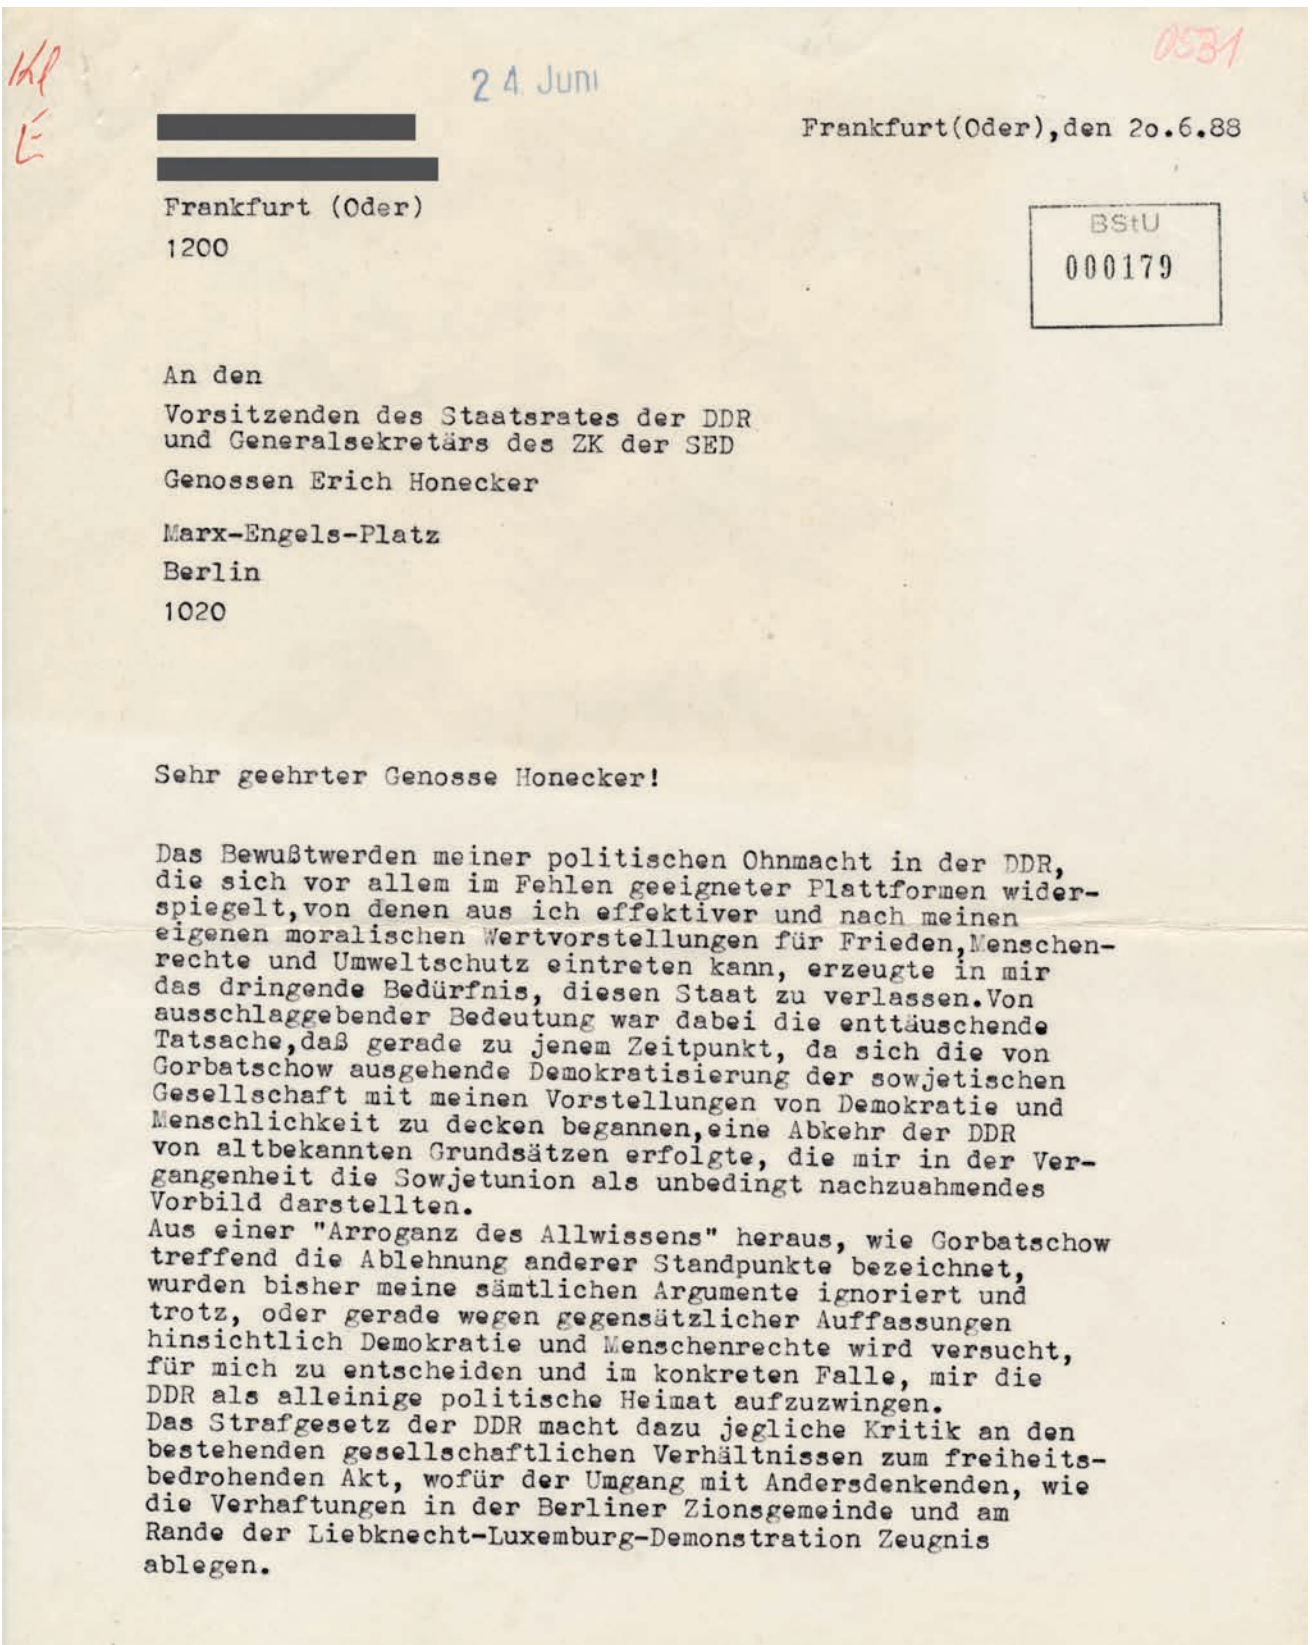 Kl
É
0531
24. Juni
Frankfurt(Oder),den 2o.6.88
Frankfurt (Oder)
1200
BStU
000179
An den
Vorsitzenden des Staatsrates der DDR
und Generalsekretärs des ZK der SED
Genossen Erich Honecker
Marx-Engels-Platz
Berlin
1020
Sehr geehrter Genosse Honecker!
Das Bewußtwerden meiner politischen Ohnmacht in der DDR,
die sich vor allem im Fehlen geeigneter Plattformen wider-
spiegelt,von denen aus ich effektiver und nach meinen
eigenen moralischen Wertvorstellungen für Frieden,Menschen-
rechte und Umweltschutz eintreten kann, erzeugte in mir
das dringende Bedürfnis, diesen Staat zu verlassen.Von
ausschlaggebender Bedeutung war dabei die enttäuschende
Tatsache,daß gerade zu jenem Zeitpunkt, da sich die von
Gorbatschow ausgehende Demokratisierung der sowjetischen
Gesellschaft mit meinen Vorstellungen von Demokratie und
Menschlichkeit zu decken begannen,eine Abkehr der DDR
von altbekannten Grundsätzen erfolgte, die mir in der Ver-
gangenheit die Sowjetunion als unbedingt nachzuahmendes
Vorbild darstellten.
Aus einer "Arroganz des Allwissens" heraus, wie Gorbatschow
treffend die Ablehnung anderer Standpunkte bezeichnet,
wurden bisher meine sämtlichen Argumente ignoriert und
trotz, oder gerade wegen gegensätzlicher Auffassungen
hinsichtlich Demokratie und Menschenrechte wird versucht,
für mich zu entscheiden und im konkreten Falle, mir die
DDR als alleinige politische Heimat aufzuzwingen.
Das Strafgesetz der DDR macht dazu jegliche Kritik an den
bestehenden gesellschaftlichen Verhältnissen zum freiheits-
bedrohenden Akt, wofür der Umgang mit Andersdenkenden, wie
die Verhaftungen in der Berliner Zionsgemeinde und am
Rande der Liebknecht-Luxemburg-Demonstration Zeugnis
ablegen.